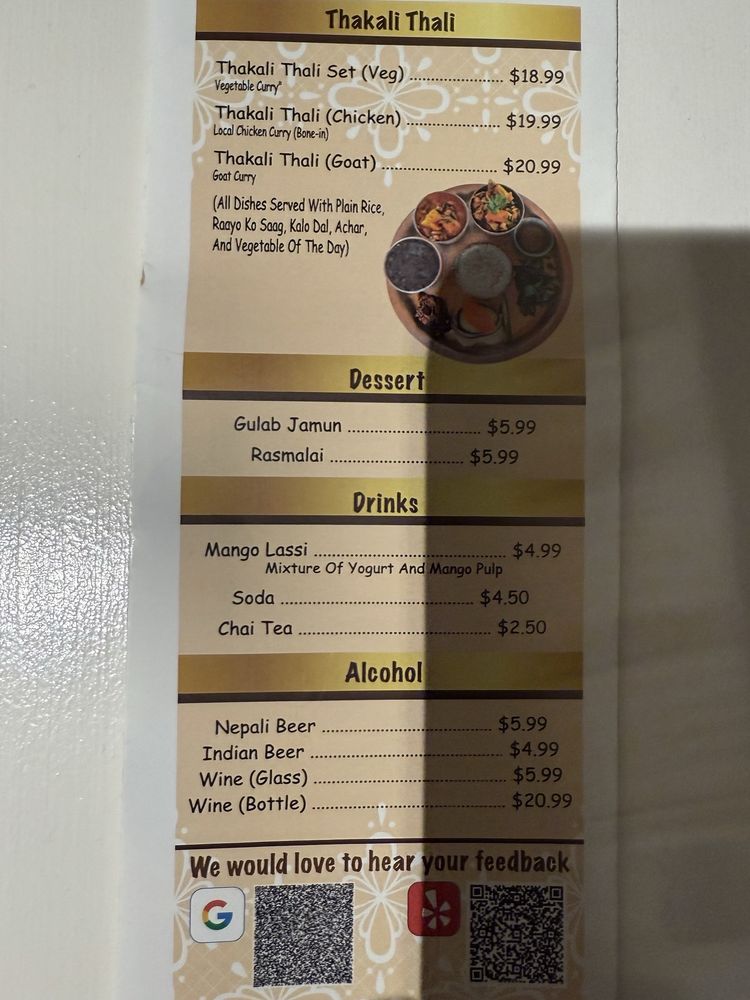 Thakali Thali
Thakali Thali Set (Veg) ........................ $18.99
Vegetable Curry"
Thakali Thali (Chicken) ........................ $19.99
Local Chicken Curry (Bone-in)
Thakali Thali (Goat) ............................. $20.99
Goat Curry
(All Dishes Served With Plain Rice,
Raayo Ko Saag, Kalo Dal, Achar,
And Vegetable Of The Day)
Dessert
Gulab Jamun ................................. $5.99
Rasmalai ................................. $5.99
Drinks
Mango Lassi ............................................... $4.99
Mixture Of Yogurt And Mango Pulp
Soda ............................................... $4.50
Chai Tea ............................................... $2.50
Alcohol
Nepali Beer .......................................... $5.99
Indian Beer ............................................... $4.99
Wine (Glass) ............................................... $5.99
Wine (Bottle) ............................................... $20.99
We would love to hear your feedback
G